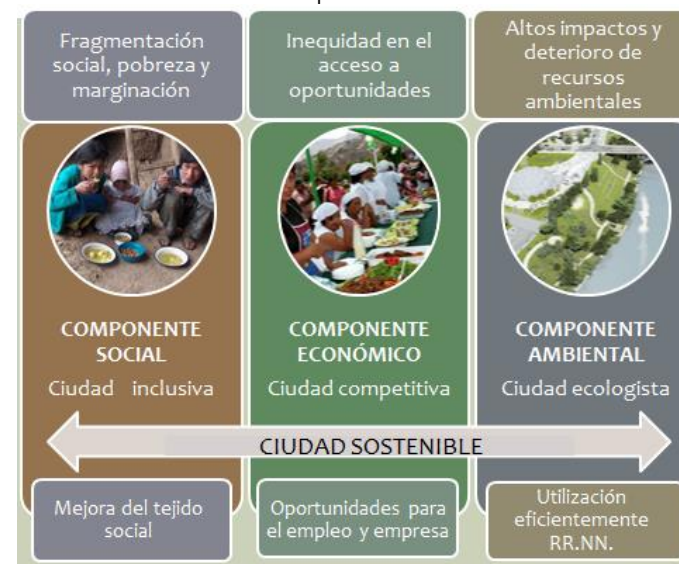 Fragmentación
social, pobreza y
marginación
Inequidad en el
acceso a
oportunidades
Altos impactos y
deterioro de
recursos
ambientales
COMPONENTE
SOCIAL
Ciudad inclusiva
COMPONENTE
ECONÓMICO
Ciudad competitiva
COMPONENTE
AMBIENTAL
Ciudad ecologista
CIUDAD SOSTENIBLE
Mejora del tejido
social
Oportunidades para
el empleo y empresa
Utilización
eficientemente
RR.NN.